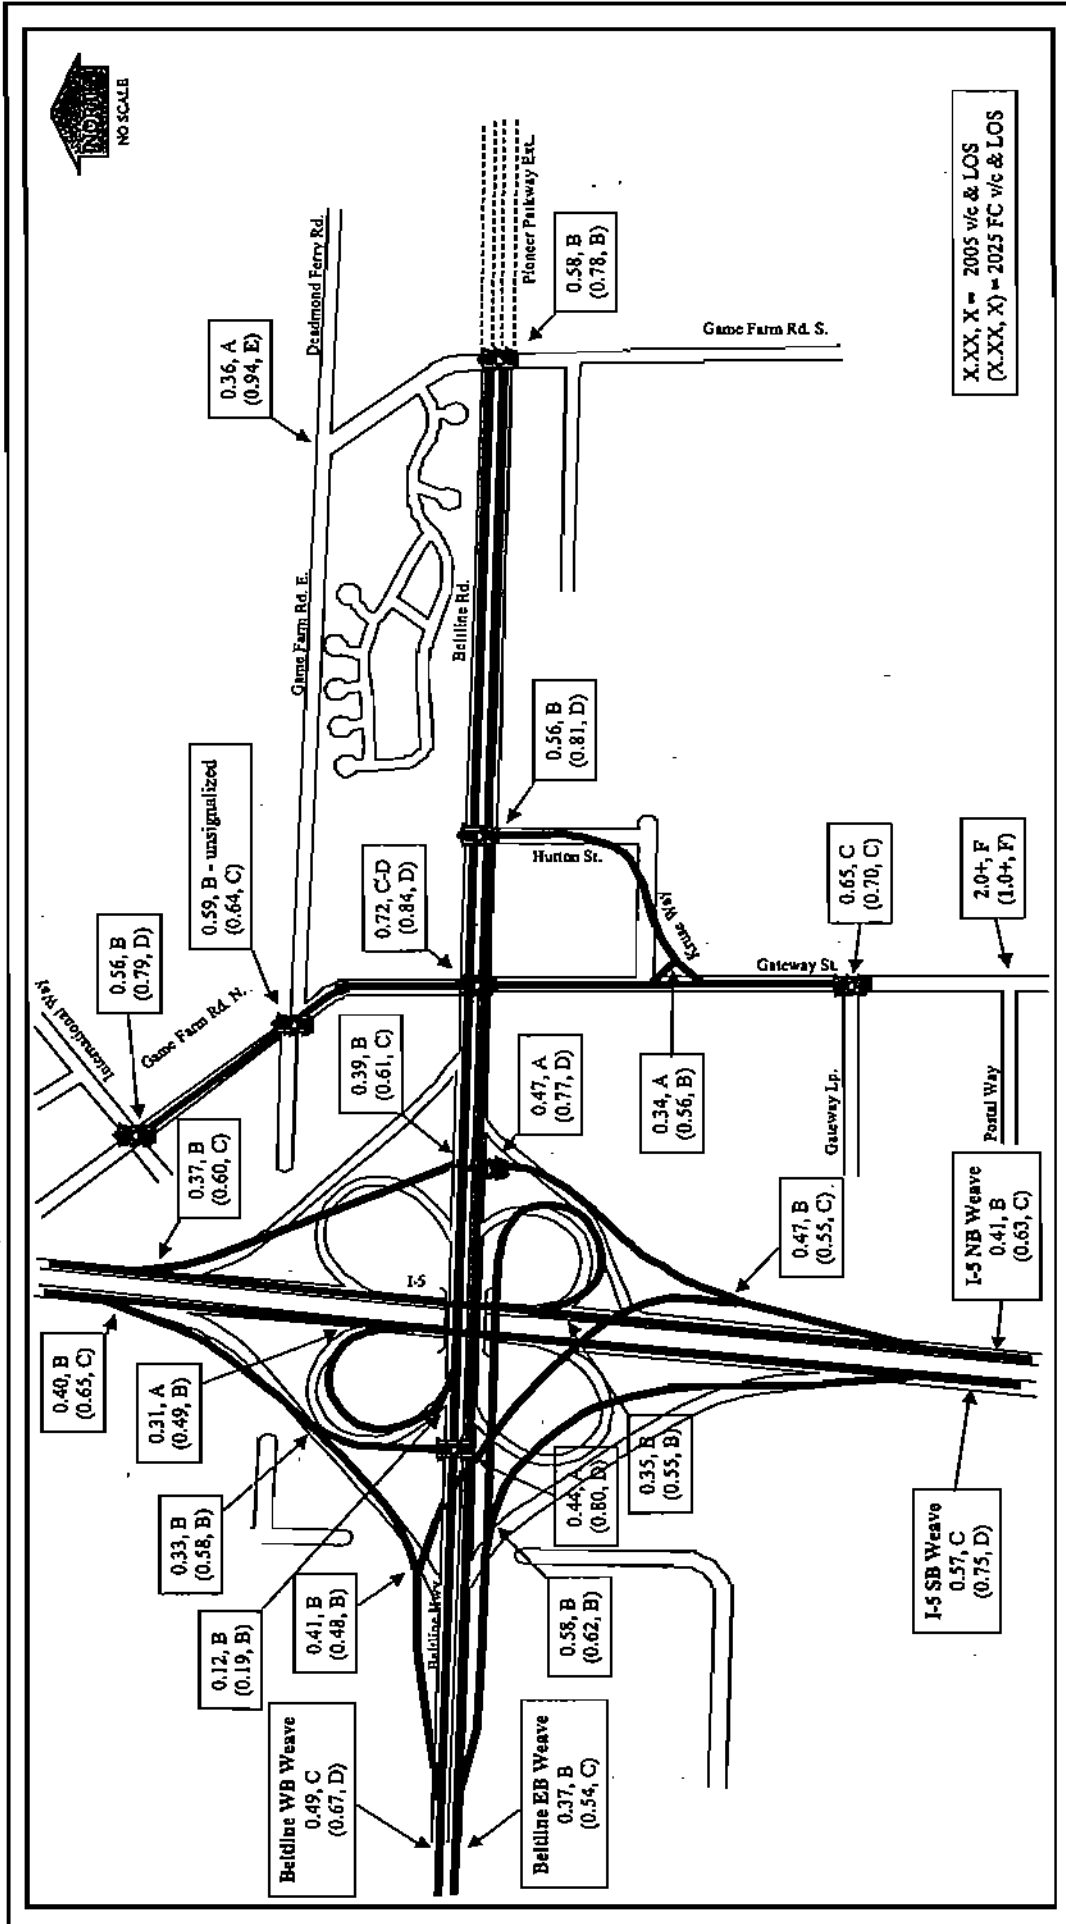 NORTH
NO SCALE
Deadmond Ferry Rd.
0.36, A
(0.94, E)
Pioneer Parkway Ext.
0.58, B
(0.78, B)
Game Farm Rd. S.
X.XX, X = 2005 v/c & LOS
(X.XX, X) = 2025 FC v/c & LOS
Game Farm Rd. E.
Beltline Rd.
0.59, B - unsignalized
(0.64, C)
0.56, B
(0.81, D)
Hutton St.
0.72, C-D
(0.84, D)
Kruse Way
Gateway St.
0.65, C
(0.70, C)
2.0+, F
(1.0+, F)
0.56, B
(0.79, D)
International Way
Game Farm Rd. N.
0.39, B
(0.61, C)
0.47, A
(0.77, D)
0.34, A
(0.56, B)
Gateway Lp.
Postal Way
0.37, B
(0.60, C)
I-5
0.47, B
(0.55, C)
I-5 NB Weave
0.41, B
(0.63, C)
0.40, B
(0.65, C)
0.31, A
(0.49, B)
0.35, B
(0.55, B)
0.44, A
(0.80, D)
0.33, B
(0.58, B)
0.12, B
(0.19, B)
0.41, B
(0.48, B)
Beltline Hwy
0.58, B
(0.62, B)
I-5 SB Weave
0.57, C
(0.75, D)
Beltline WB Weave
0.49, C
(0.67, D)
Beltline EB Weave
0.37, B
(0.54, C)